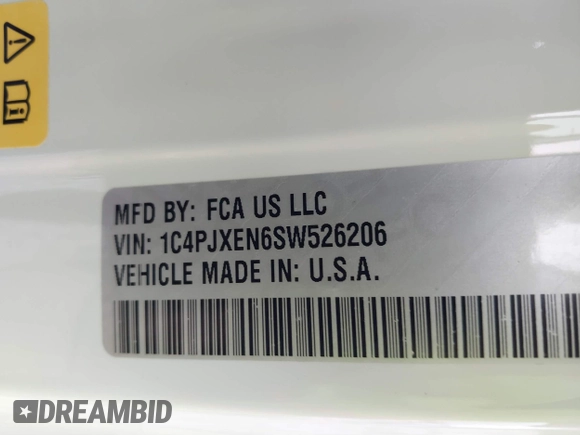 MFD BY: FCA US LLC
VIN: 1C4PJXEN6SW526206
VEHICLE MADE IN: U.S.A.
DREAMBID